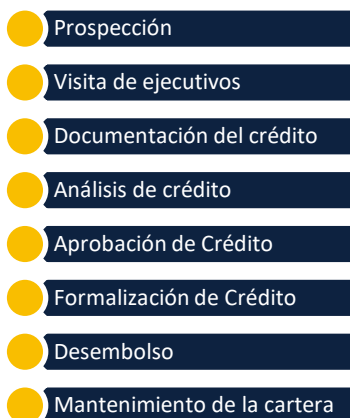 Prospección
Visita de ejecutivos
Documentación del crédito
Análisis de crédito
Aprobación de Crédito
Formalización de Crédito
Desembolso
Mantenimiento de la cartera